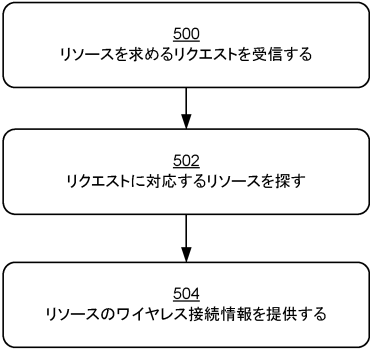 500
リソースを求めるリクエストを受信する
502
リクエストに対応するリソースを探す
504
リソースのワイヤレス接続情報を提供する